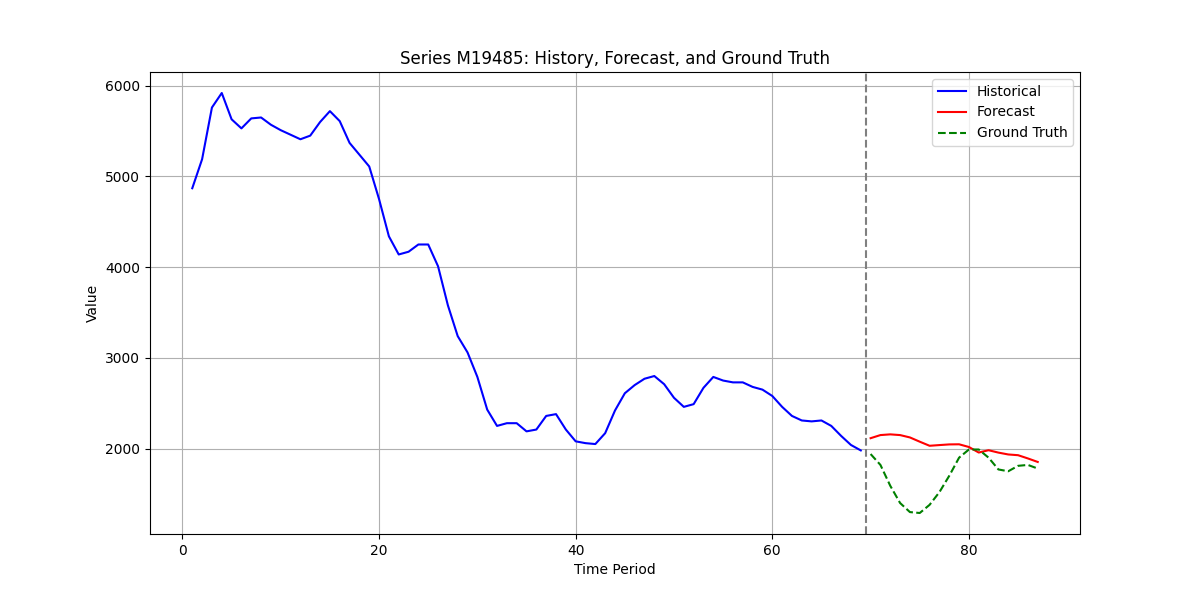 Series M19485: History, Forecast, and Ground Truth
Historical
Forecast
Ground Truth
Value
6000
5000
4000
3000
2000
0
20
40
60
80
Time Period